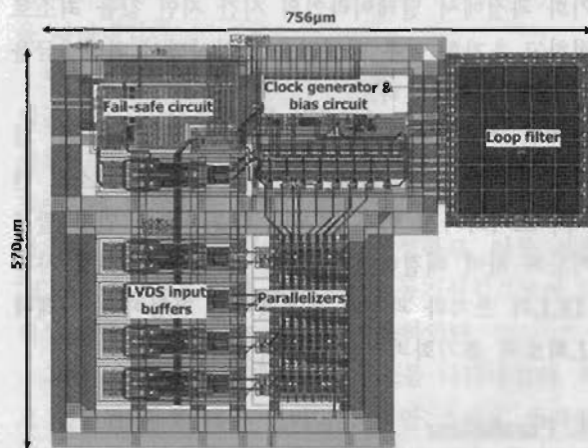 756μm
570μm
Fail-safe circuit
Clock generator &
bias circuit
Loop filter
LVDS input
buffers
Parallelizers